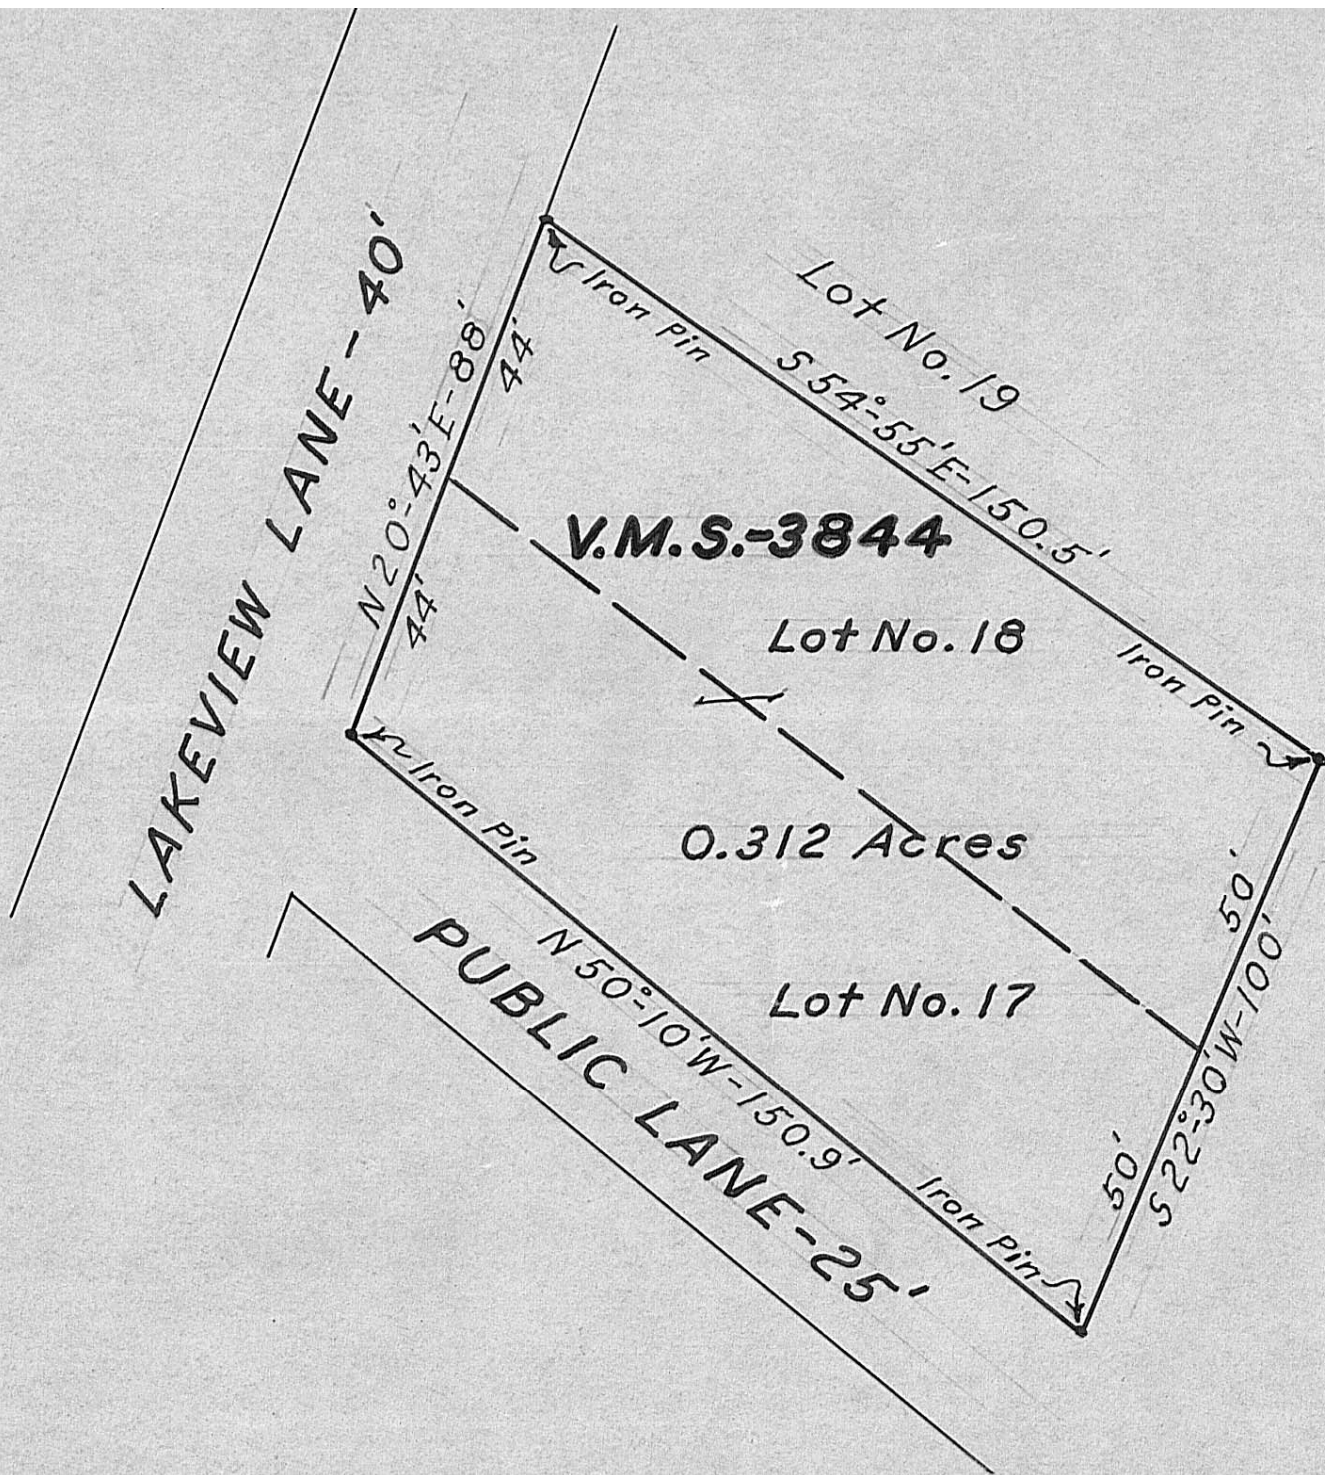 LAKEVIEW LANE-40'
N 20°-43'E-88'
44'
44'
Iron Pin
Lot No. 19
S 54°-55'E-150.5'
V.M.S.-3844
Lot No. 18
Iron Pin
Iron Pin
0.312 Acres
50'
S 22°-30'W-100'
Lot No. 17
N 50°-10'W-150.9'
50'
Iron Pin
PUBLIC LANE-25'